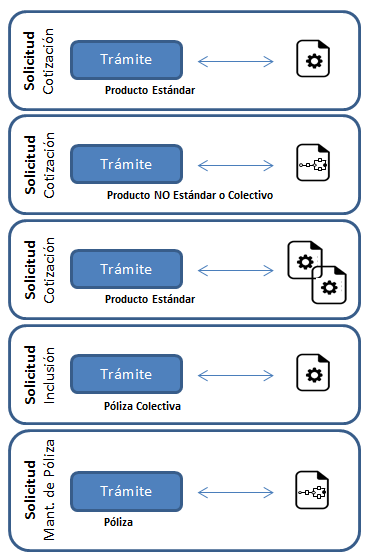 Solicitud
Cotización
Trámite
Producto Estándar
Solicitud
Cotización
Trámite
Producto NO Estándar o Colectivo
Solicitud
Cotización
Trámite
Producto Estándar
Solicitud
Inclusión
Trámite
Póliza Colectiva
Solicitud
Mant. de Póliza
Trámite
Póliza